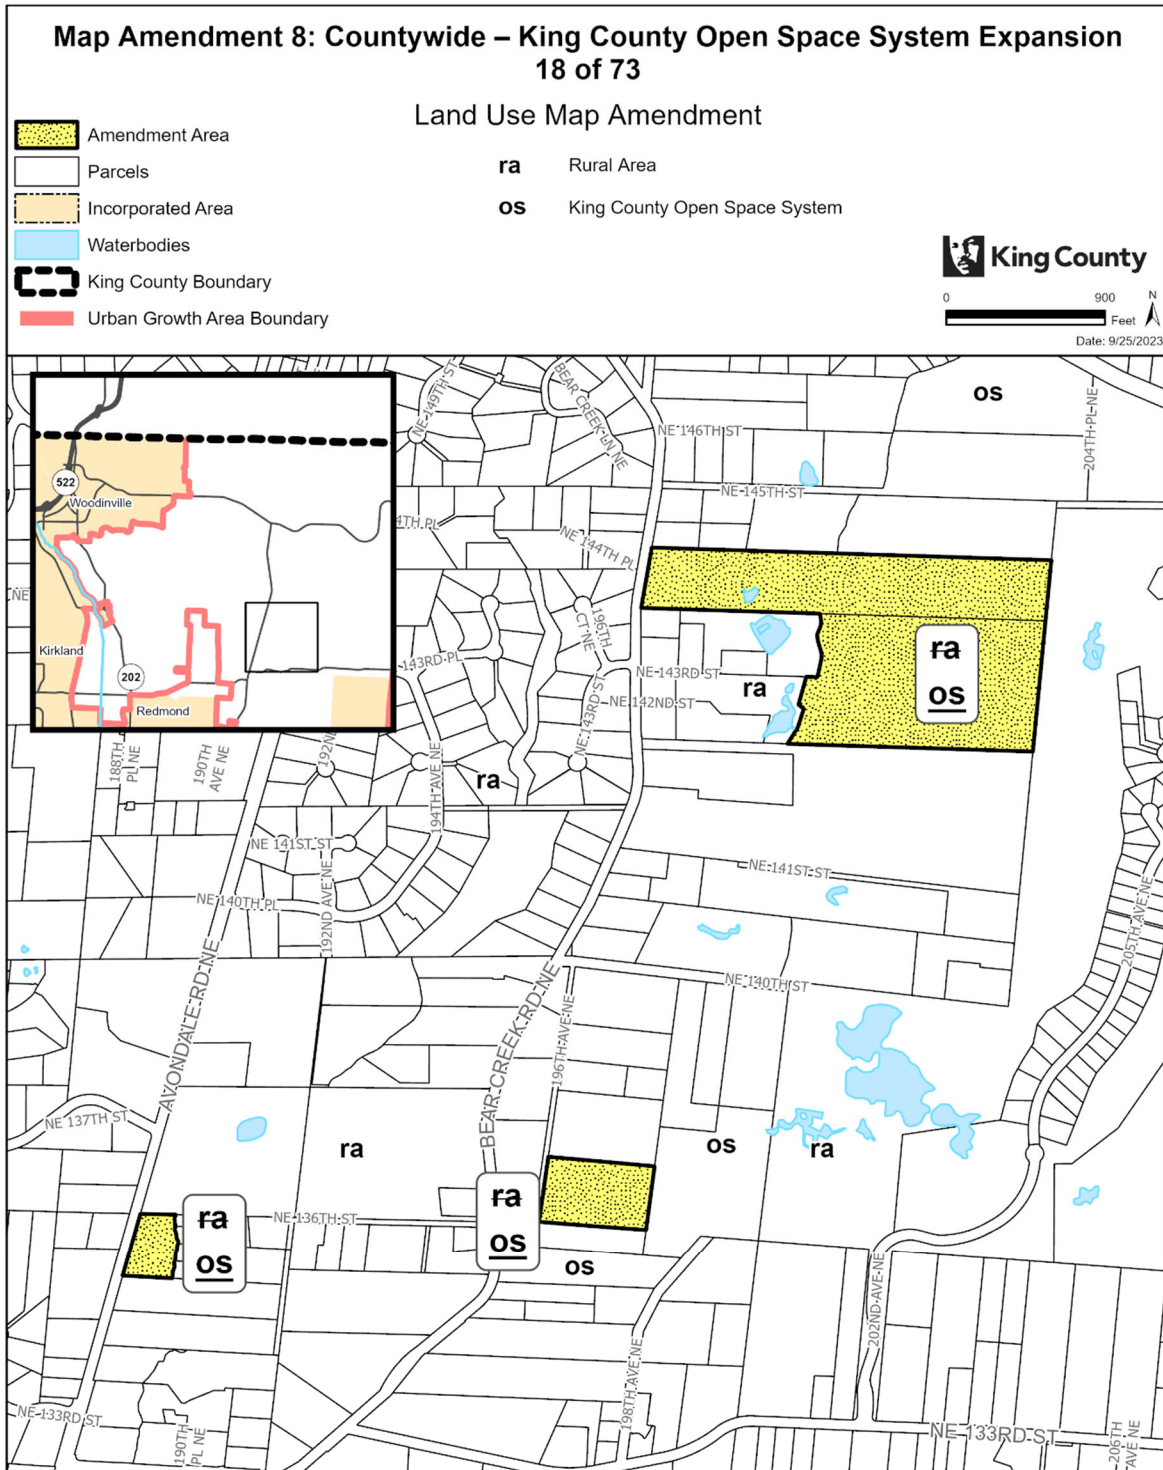 Map Amendment 8: Countywide – King County Open Space System Expansion
18 of 73
Land Use Map Amendment
Amendment Area
Parcels
Incorporated Area
Waterbodies
King County Boundary
Urban Growth Area Boundary
ra Rural Area
os King County Open Space System
King County
0 900
Feet
N
Date: 9/25/2023
522
Woodinville
Kirkland
202
Redmond
NE
NE 149TH ST
BEAR CREEK LN NE
NE 146TH ST
os
204TH PL NE
NE 145TH ST
4TH PL
NE 144TH PL
196TH
CT NE
143RD PL
NE 143RD ST
NE 143RD ST
NE 142ND ST
ra
ra
os
188TH
PL NE
190TH
AVE NE
192ND
194TH AVE NE
ra
NE 141ST ST
NE 141ST ST
192ND AVE NE
NE 140TH PL
205TH AVE NE
AVONDALE RD NE
BEAR CREEK RD NE
196TH AVE NE
NE 140TH ST
NE 137TH ST
ra
os
ra
ra
os
NE 136TH ST
ra
os
os
202ND AVE NE
198TH AVE NE
NE 133RD ST
190TH
PL NE
NE 133RD ST
206TH
AVE NE